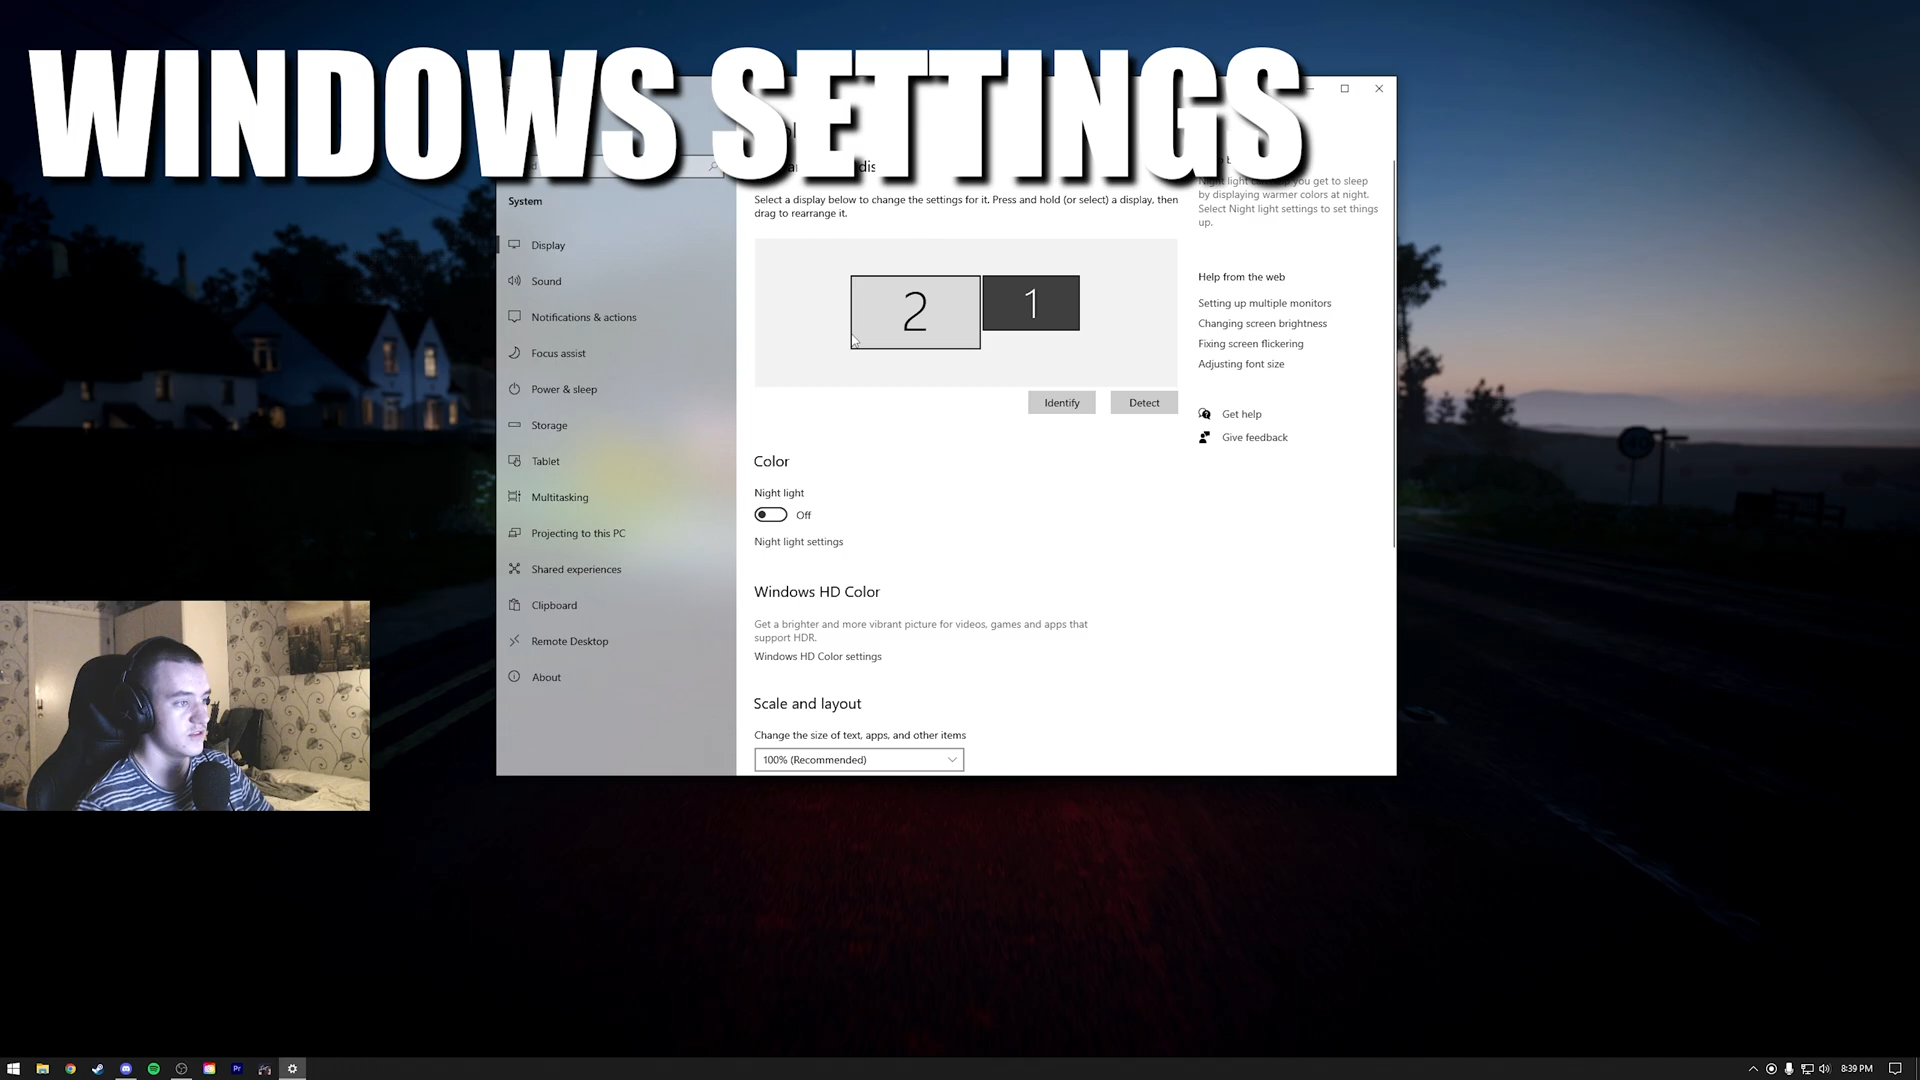 WINDOWS SETTINGS
System
Display
Sound
Notifications & actions
Focus assist
Power & sleep
Storage
Tablet
Multitasking
Projecting to this PC
Shared experiences
Clipboard
Remote Desktop
About
Select a display below to change the settings for it. Press and hold (or select) a display, then
drag to rearrange it.
2
1
Identify
Detect
Color
Night light
Off
Night light settings
Windows HD Color
Get a brighter and more vibrant picture for videos, games and apps that
support HDR.
Windows HD Color settings
Scale and layout
Change the size of text, apps, and other items
100% (Recommended)
Night light you get to sleep
by displaying warmer colors at night.
Select Night light settings to set things
up.
Help from the web
Setting up multiple monitors
Changing screen brightness
Fixing screen flickering
Adjusting font size
Get help
Give feedback
Pr
8:39 PM